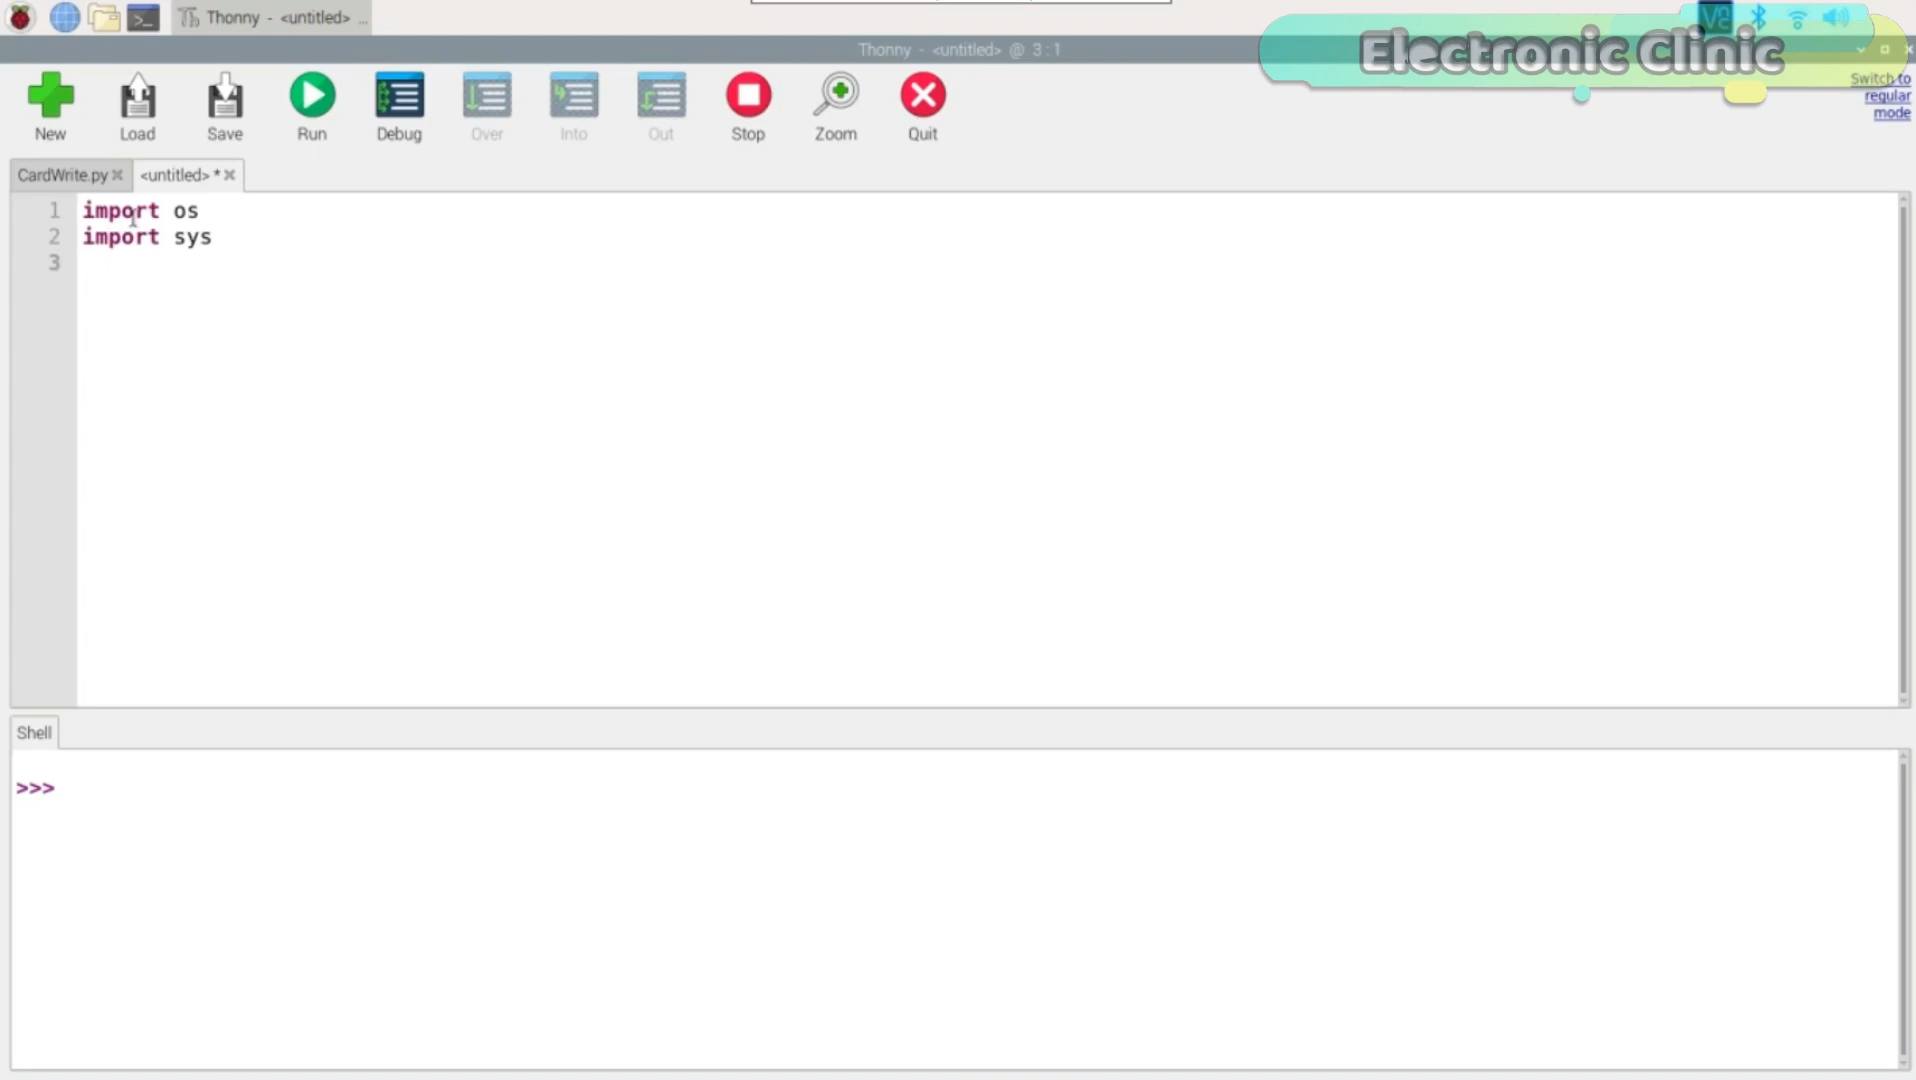 Thonny - <untitled> ...
Thonny - <untitled> @ 3 : 1
Electronic Clinic
Switch to
regular
mode
New
Load
Save
Run
Debug
Over
Into
Out
Stop
Zoom
Quit
CardWrite.py
<untitled> *
1 import os
2 import sys
3
Shell
>>>